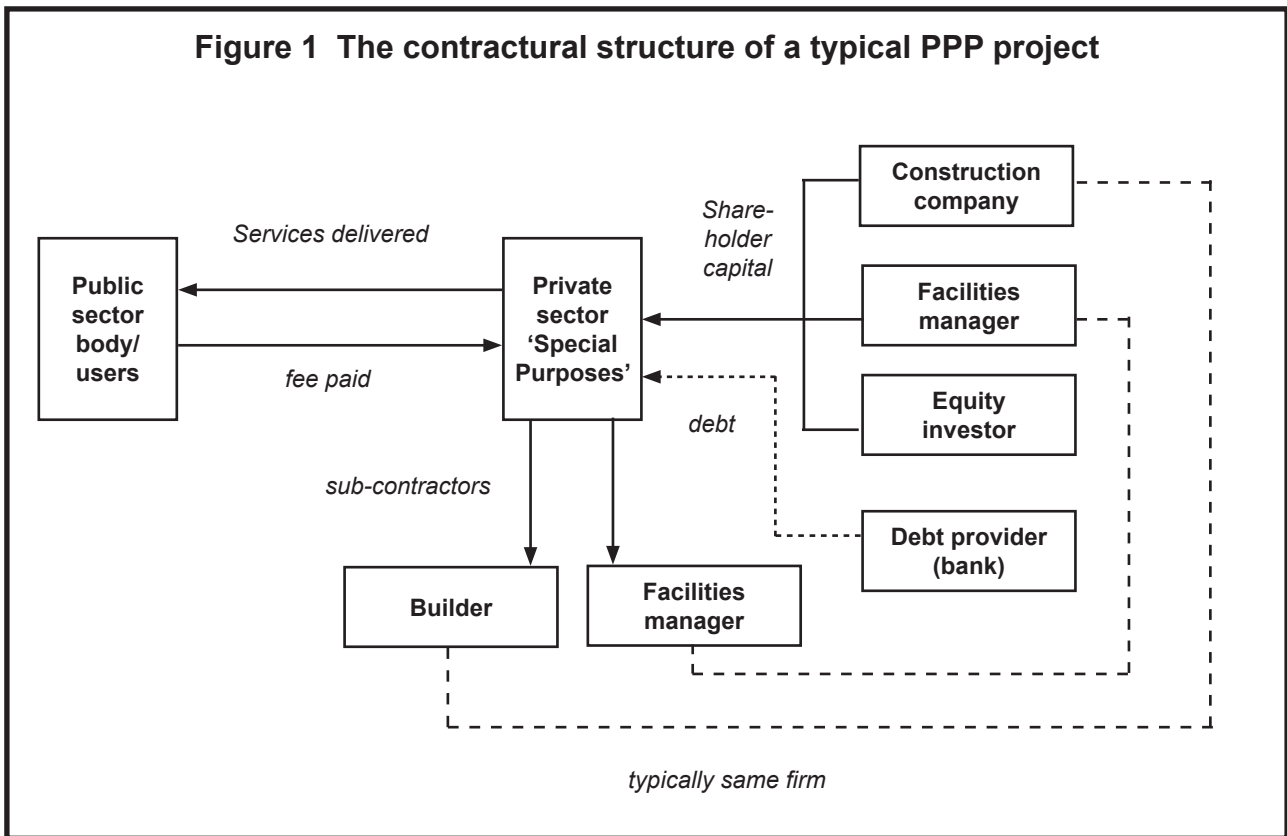 Figure 1 The contractural structure of a typical PPP project
Construction
company
Share-
holder
capital
Services delivered
Public
sector
body/
users
Private
sector
‘Special
Purposes’
Facilities
manager
fee paid
Equity
investor
debt
sub-contractors
Debt provider
(bank)
Builder
Facilities
manager
typically same firm